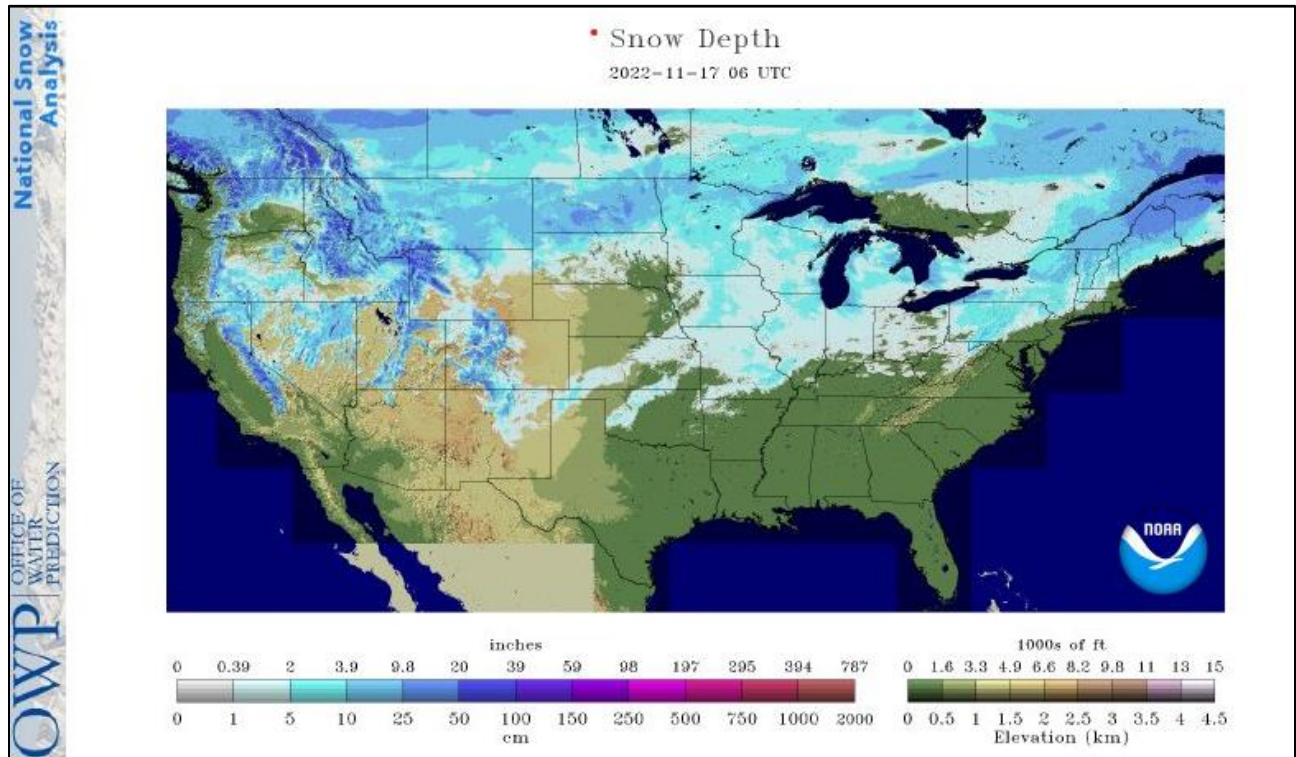 National Snow
Analysis
OWP
OFFICE OF
WATER
PREDICTION
Snow Depth
2022-11-17 06 UTC
NOAA
inches
0 0.39 2 3.9 9.8 20 39 59 98 197 295 394 787
0 1 5 10 25 50 100 150 250 500 750 1000 2000
cm
1000s of ft
0 1.6 3.3 4.9 6.6 8.2 9.8 11 13 15
0 0.5 1 1.5 2 2.5 3 3.5 4 4.5
Elevation (km)